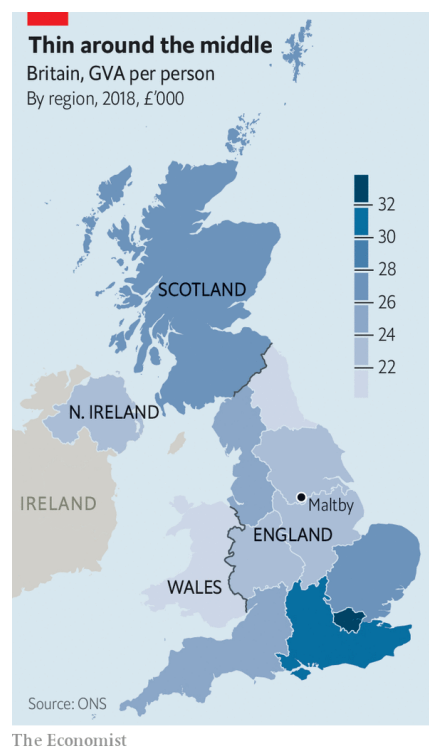 Thin around the middle
Britain, GVA per person
By region, 2018, £'000
32
30
28
26
24
22
SCOTLAND
N. IRELAND
IRELAND
Maltby
ENGLAND
WALES
Source: ONS
The Economist